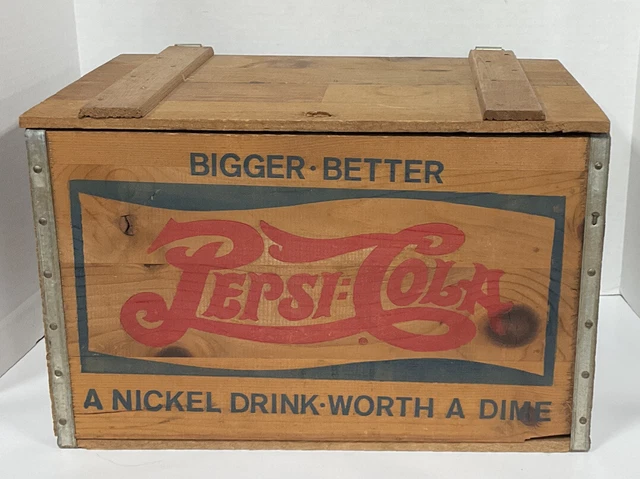 BIGGER·BETTER
PEPSI:COLA
A NICKEL DRINK·WORTH A DIME